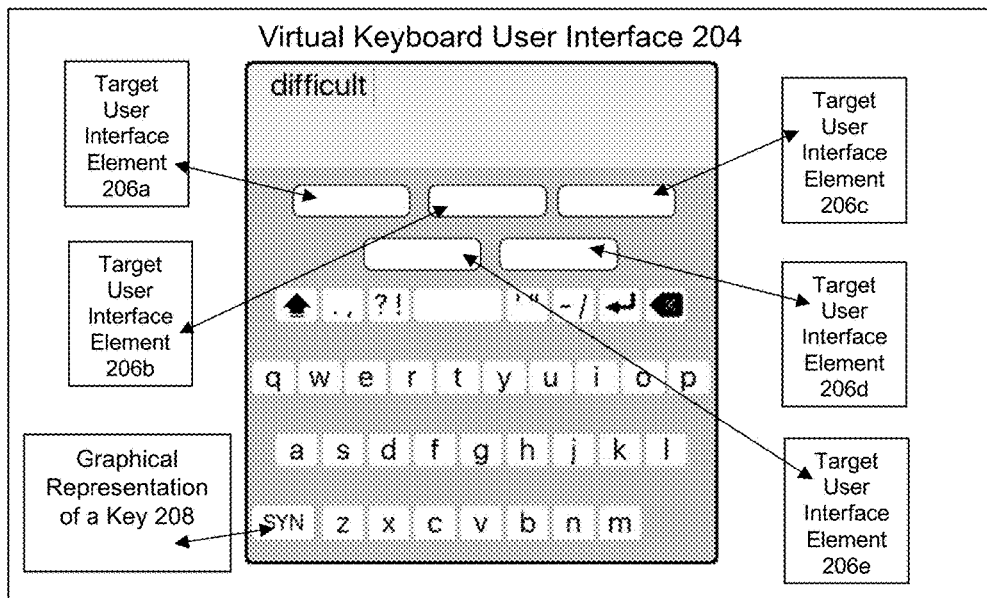 Virtual Keyboard User Interface 204
difficult
Target
User
Interface
Element
206a
Target
User
Interface
Element
206b
Graphical
Representation
of a Key 208
Target
User
Interface
Element
206c
Target
User
Interface
Element
206d
Target
User
Interface
Element
206e
. , ? ! ' " ~ /
q w e r t y u i o p
a s d f g h j k l
SYN z x c v b n m